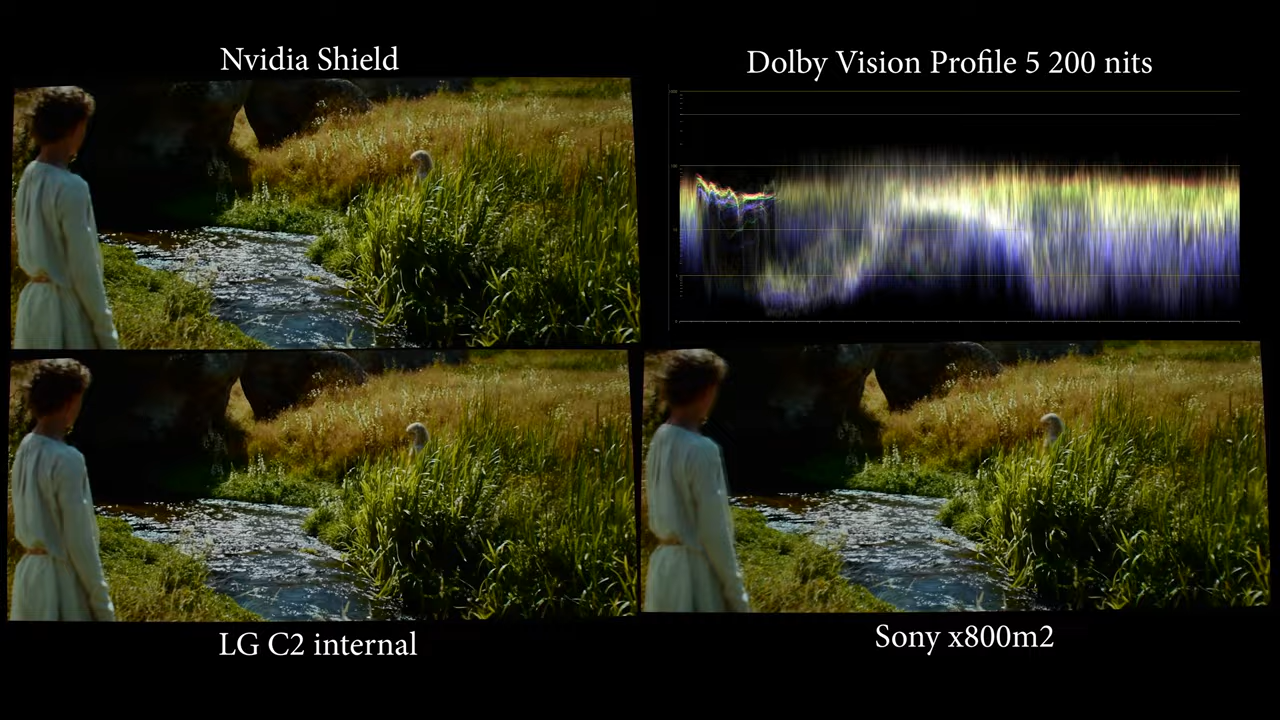 Nvidia Shield
Dolby Vision Profile 5 200 nits
LG C2 internal
Sony x800m2